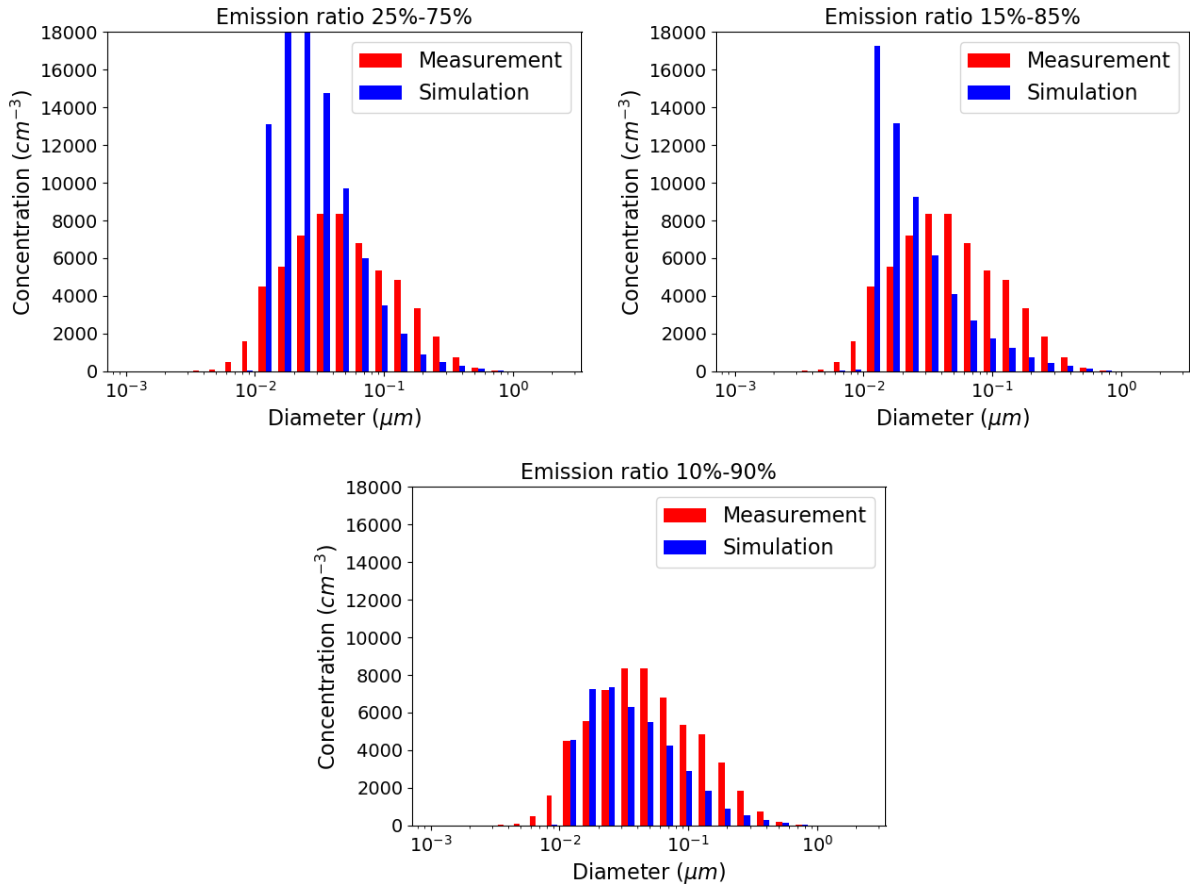 Emission ratio 25%-75%
18000
16000
14000
12000
10000
8000
6000
4000
2000
0
Concentration (cm⁻³)
Measurement
Simulation
10⁻³ 10⁻² 10⁻¹ 10⁰
Diameter (μm)
Emission ratio 15%-85%
18000
16000
14000
12000
10000
8000
6000
4000
2000
0
Concentration (cm⁻³)
Measurement
Simulation
10⁻³ 10⁻² 10⁻¹ 10⁰
Diameter (μm)
Emission ratio 10%-90%
18000
16000
14000
12000
10000
8000
6000
4000
2000
0
Concentration (cm⁻³)
Measurement
Simulation
10⁻³ 10⁻² 10⁻¹ 10⁰
Diameter (μm)